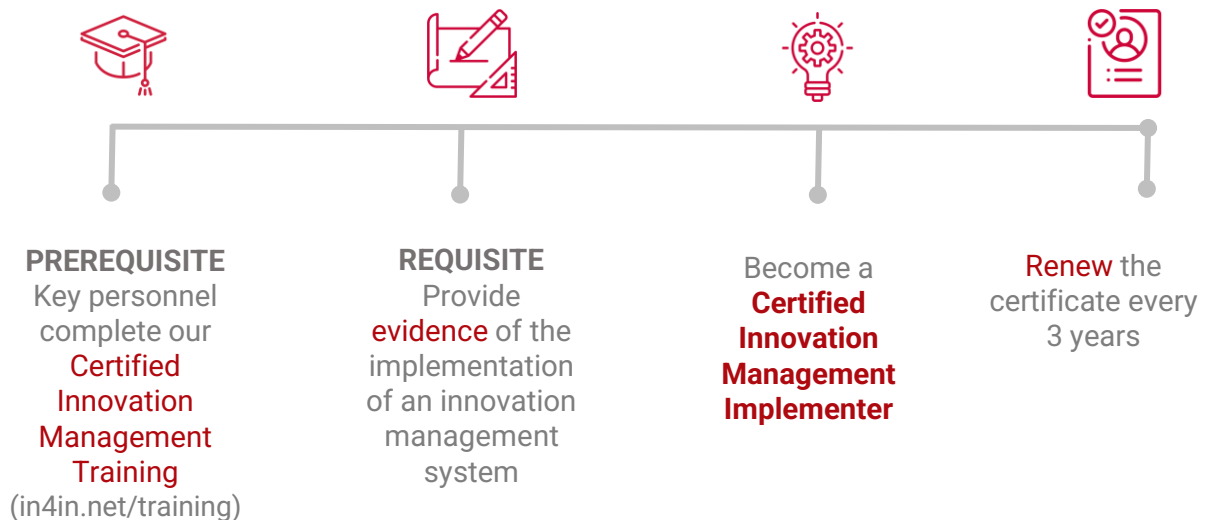 PREREQUISITE
Key personnel
complete our
Certified
Innovation
Management
Training
(in4in.net/training)
REQUISITE
Provide
evidence of the
implementation
of an innovation
management
system
Become a
Certified
Innovation
Management
Implementer
Renew the
certificate every
3 years